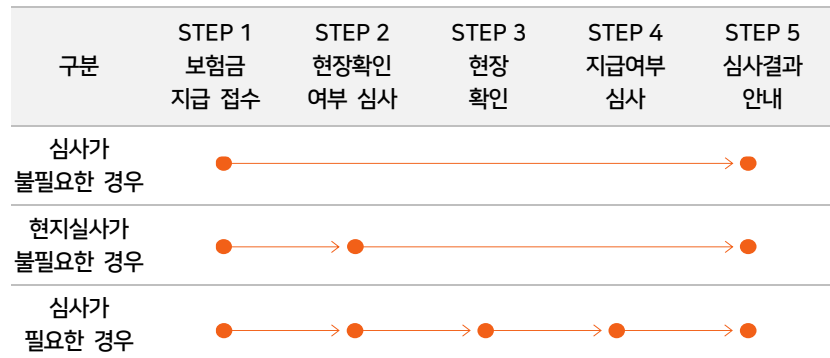 구분
STEP 1
보험금
지급 접수
STEP 2
현장확인
여부 심사
STEP 3
현장
확인
STEP 4
지급여부
심사
STEP 5
심사결과
안내
심사가
불필요한 경우
현지실사가
불필요한 경우
심사가
필요한 경우